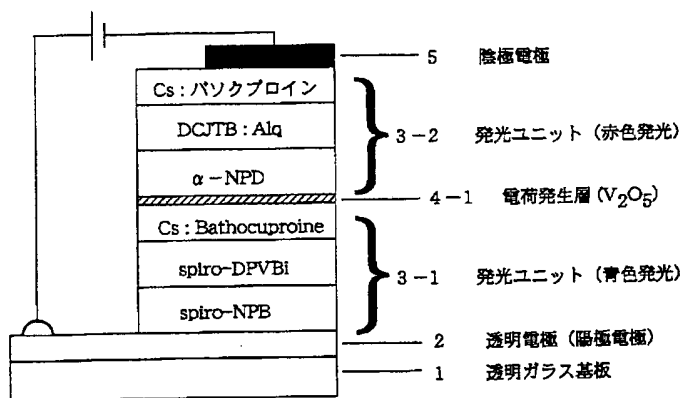 5 陰極電極
Cs : バソクプロイン
DCJTB : Alq
3-2 発光ユニット (赤色発光)
α-NPD
4-1 電荷発生層 (V₂O₅)
Cs : Bathocuproine
spiro-DPVBi
3-1 発光ユニット (青色発光)
spiro-NPB
2 透明電極 (陽極電極)
1 透明ガラス基板